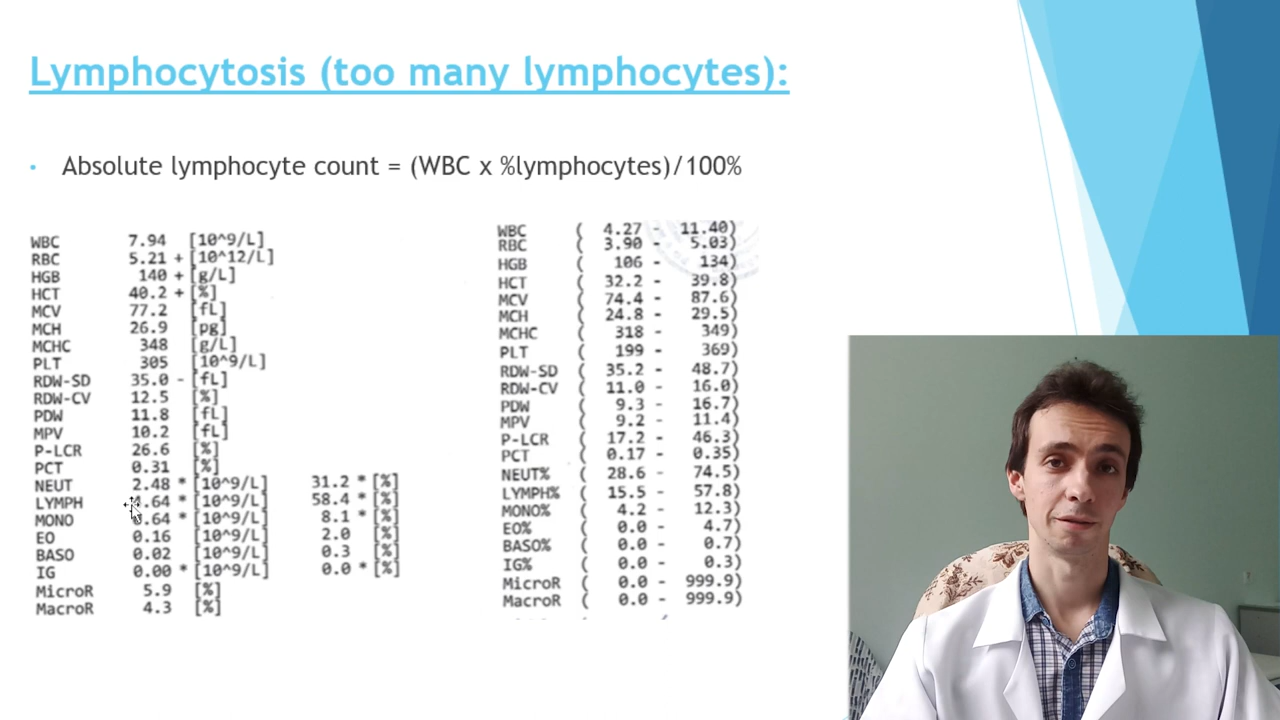 Lymphocytosis (too many lymphocytes):
• Absolute lymphocyte count = (WBC x %lymphocytes)/100%
WBC 7.94 [10^9/L]
RBC 5.21 + [10^12/L]
HGB 140 + [g/L]
HCT 40.2 + [%]
MCV 77.2 [fL]
MCH 26.9 [pg]
MCHC 348 [g/L]
PLT 305 [10^9/L]
RDW-SD 35.0 - [fL]
RDW-CV 12.5 [%]
PDW 11.8 [fL]
MPV 10.2 [fL]
P-LCR 26.6 [%]
PCT 0.31 [%]
NEUT 2.48 * [10^9/L] 31.2 * [%]
LYMPH .64 * [10^9/L] 58.4 * [%]
MONO .64 * [10^9/L] 8.1 * [%]
EO 0.16 [10^9/L] 2.0 [%]
BASO 0.02 [10^9/L] 0.3 [%]
IG 0.00 * [10^9/L] 0.0 * [%]
MicroR 5.9 [%]
MacroR 4.3 [%]
WBC ( 4.27 - 11.40)
RBC ( 3.90 - 5.03)
HGB ( 106 - 134)
HCT ( 32.2 - 39.8)
MCV ( 74.4 - 87.6)
MCH ( 24.8 - 29.5)
MCHC ( 318 - 349)
PLT ( 199 - 369)
RDW-SD ( 35.2 - 48.7)
RDW-CV ( 11.0 - 16.0)
PDW ( 9.3 - 16.7)
MPV ( 9.2 - 11.4)
P-LCR ( 17.2 - 46.3)
PCT ( 0.17 - 0.35)
NEUT% ( 28.6 - 74.5)
LYMPH% ( 15.5 - 57.8)
MONO% ( 4.2 - 12.3)
EO% ( 0.0 - 4.7)
BASO% ( 0.0 - 0.7)
IG% ( 0.0 - 0.3)
MicroR ( 0.0 - 999.9)
MacroR ( 0.0 - 999.9)